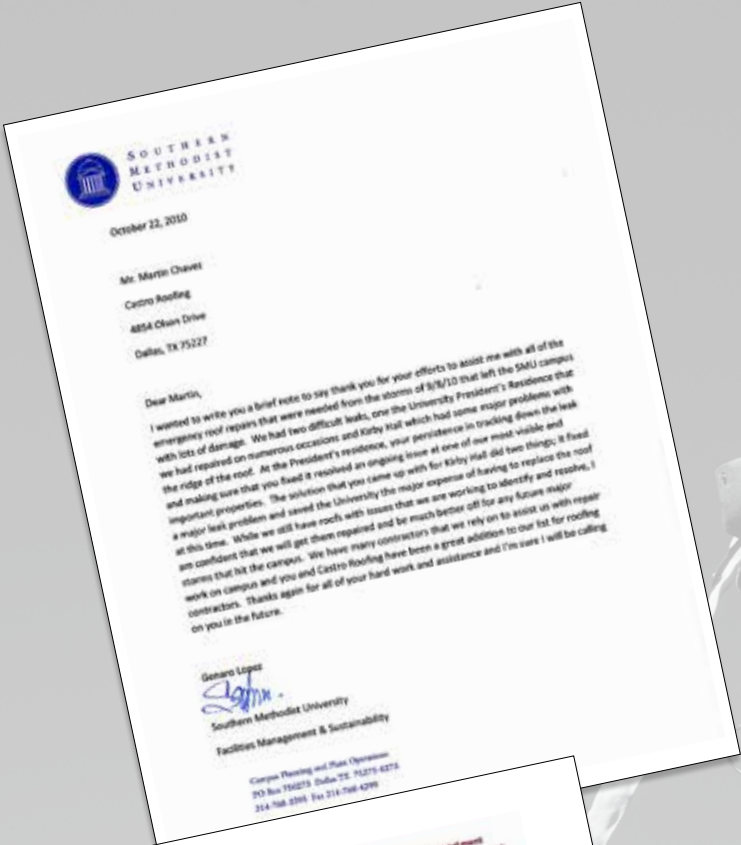 SOUTHERN
METHODIST
UNIVERSITY
October 22, 2010
Mr. Martin Chavez
Castro Roofing
4854 Olson Drive
Dallas, TX 75227
Dear Martin,
I wanted to write you a brief note to say thank you for your efforts to assist me with all of the
emergency roof repairs that were needed from the storms of 9/8/10 that left the SMU campus
with lots of damage. We had two difficult leaks, one the University President's Residence that
we had repaired on numerous occasions and Kirby Hall which had some major problems with
the ridge of the roof. At the President's residence, your persistence in tracking down the leak
and making sure that you fixed it resolved an ongoing issue at one of our most visible and
important properties. The solution that you came up with for Kirby Hall did two things; it fixed
a major leak problem and saved the University the major expense of having to replace the roof
at this time. While we still have roofs with issues that we are working to identify and resolve, I
am confident that we will get them repaired and be much better off for any future major
storms that hit the campus. We have many contractors that we rely on to assist us with repair
work on campus and you and Castro Roofing have been a great addition to our list for roofing
contractors. Thanks again for all of your hard work and assistance and I'm sure I will be calling
on you in the future.
Genaro Lopez
Southern Methodist University
Facilities Management & Sustainability
Campus Planning and Plant Operations
PO Box 750273 Dallas TX 75275-0273